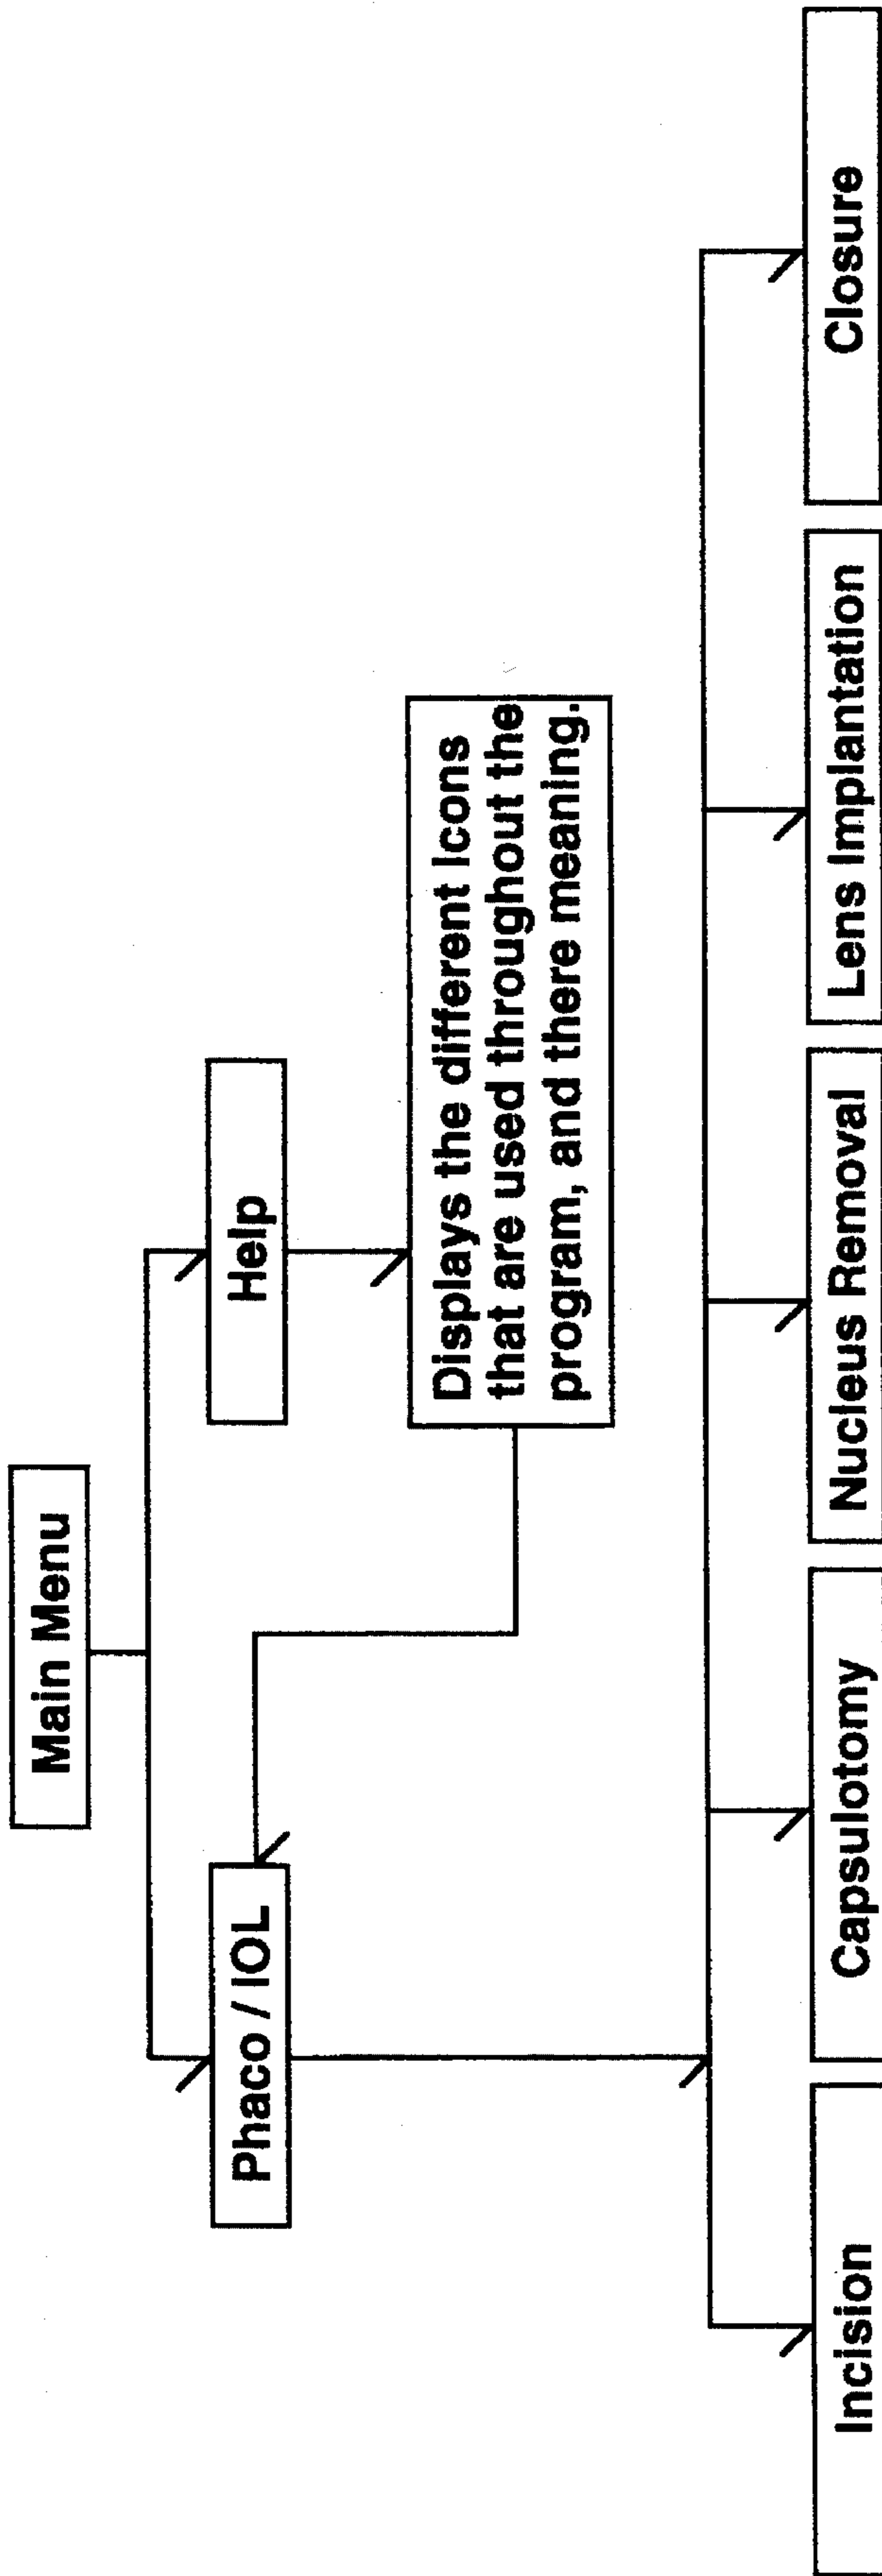 Main Menu
Phaco / IOL
Help
Displays the different Icons
that are used throughout the
program, and there meaning.
Incision
Capsulotomy
Nucleus Removal
Lens Implantation
Closure